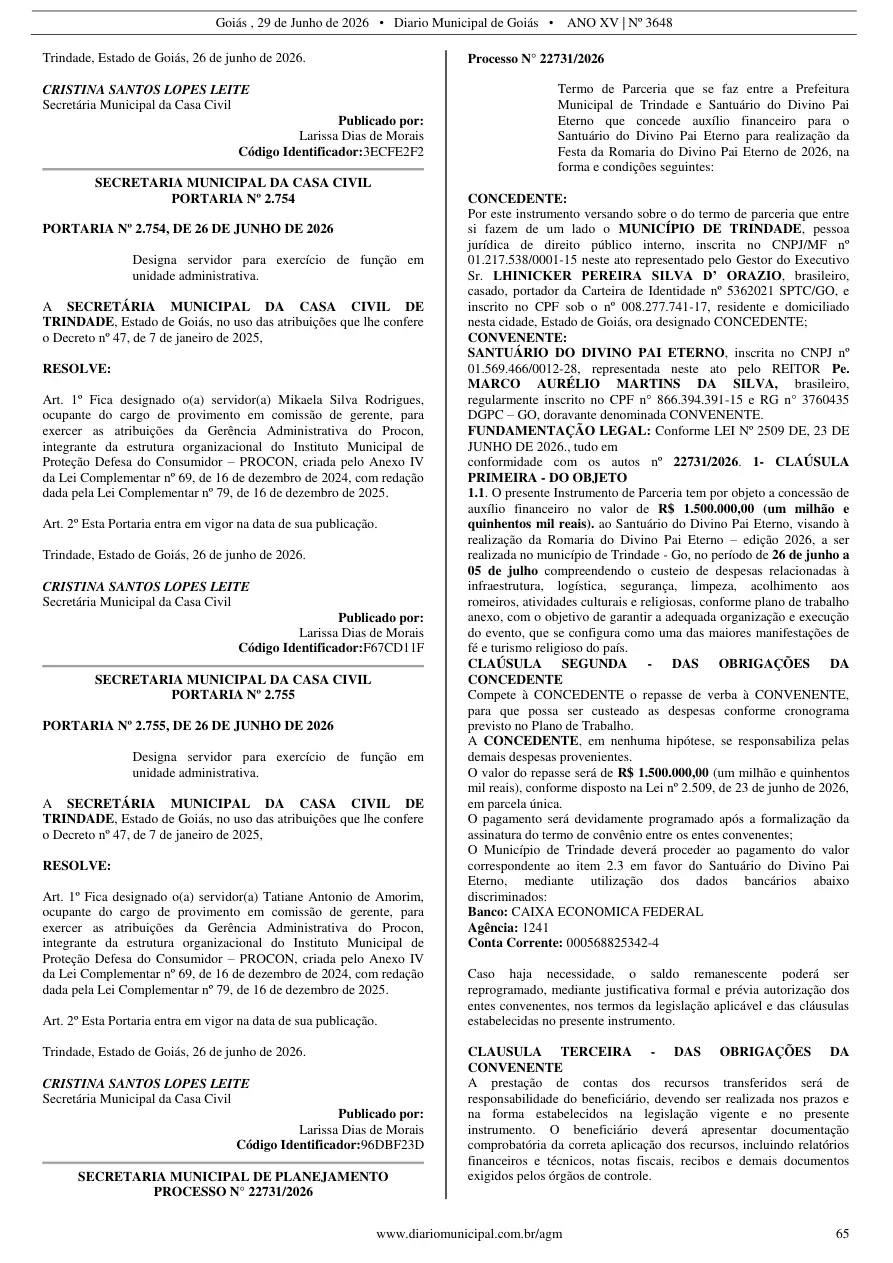 Goiás , 29 de Junho de 2026 • Diario Municipal de Goiás • ANO XV | Nº 3648
Trindade, Estado de Goiás, 26 de junho de 2026.
CRISTINA SANTOS LOPES LEITE
Secretária Municipal da Casa Civil
Publicado por:
Larissa Dias de Morais
Código Identificador:3ECFE2F2
SECRETARIA MUNICIPAL DA CASA CIVIL
PORTARIA Nº 2.754
PORTARIA Nº 2.754, DE 26 DE JUNHO DE 2026
Designa servidor para exercício de função em
unidade administrativa.
A SECRETÁRIA MUNICIPAL DA CASA CIVIL DE
TRINDADE, Estado de Goiás, no uso das atribuições que lhe confere
o Decreto nº 47, de 7 de janeiro de 2025,
RESOLVE:
Art. 1º Fica designado o(a) servidor(a) Mikaela Silva Rodrigues,
ocupante do cargo de provimento em comissão de gerente, para
exercer as atribuições da Gerência Administrativa do Procon,
integrante da estrutura organizacional do Instituto Municipal de
Proteção Defesa do Consumidor – PROCON, criada pelo Anexo IV
da Lei Complementar nº 69, de 16 de dezembro de 2024, com redação
dada pela Lei Complementar nº 79, de 16 de dezembro de 2025.
Art. 2º Esta Portaria entra em vigor na data de sua publicação.
Trindade, Estado de Goiás, 26 de junho de 2026.
CRISTINA SANTOS LOPES LEITE
Secretária Municipal da Casa Civil
Publicado por:
Larissa Dias de Morais
Código Identificador:F67CD11F
SECRETARIA MUNICIPAL DA CASA CIVIL
PORTARIA Nº 2.755
PORTARIA Nº 2.755, DE 26 DE JUNHO DE 2026
Designa servidor para exercício de função em
unidade administrativa.
A SECRETÁRIA MUNICIPAL DA CASA CIVIL DE
TRINDADE, Estado de Goiás, no uso das atribuições que lhe confere
o Decreto nº 47, de 7 de janeiro de 2025,
RESOLVE:
Art. 1º Fica designado o(a) servidor(a) Tatiane Antonio de Amorim,
ocupante do cargo de provimento em comissão de gerente, para
exercer as atribuições da Gerência Administrativa do Procon,
integrante da estrutura organizacional do Instituto Municipal de
Proteção Defesa do Consumidor – PROCON, criada pelo Anexo IV
da Lei Complementar nº 69, de 16 de dezembro de 2024, com redação
dada pela Lei Complementar nº 79, de 16 de dezembro de 2025.
Art. 2º Esta Portaria entra em vigor na data de sua publicação.
Trindade, Estado de Goiás, 26 de junho de 2026.
CRISTINA SANTOS LOPES LEITE
Secretária Municipal da Casa Civil
Publicado por:
Larissa Dias de Morais
Código Identificador:96DBF23D
SECRETARIA MUNICIPAL DE PLANEJAMENTO
PROCESSO N° 22731/2026
Processo N° 22731/2026
Termo de Parceria que se faz entre a Prefeitura
Municipal de Trindade e Santuário do Divino Pai
Eterno que concede auxílio financeiro para o
Santuário do Divino Pai Eterno para realização da
Festa da Romaria do Divino Pai Eterno de 2026, na
forma e condições seguintes:
CONCEDENTE:
Por este instrumento versando sobre o do termo de parceria que entre
si fazem de um lado o MUNICÍPIO DE TRINDADE, pessoa
jurídica de direito público interno, inscrita no CNPJ/MF nº
01.217.538/0001-15 neste ato representado pelo Gestor do Executivo
Sr. LHINICKER PEREIRA SILVA D’ ORAZIO, brasileiro,
casado, portador da Carteira de Identidade nº 5362021 SPTC/GO, e
inscrito no CPF sob o nº 008.277.741-17, residente e domiciliado
nesta cidade, Estado de Goiás, ora designado CONCEDENTE;
CONVENENTE:
SANTUÁRIO DO DIVINO PAI ETERNO, inscrita no CNPJ nº
01.569.466/0012-28, representada neste ato pelo REITOR Pe.
MARCO AURÉLIO MARTINS DA SILVA, brasileiro,
regularmente inscrito no CPF n° 866.394.391-15 e RG n° 3760435
DGPC – GO, doravante denominada CONVENENTE.
FUNDAMENTAÇÃO LEGAL: Conforme LEI Nº 2509 DE, 23 DE
JUNHO DE 2026., tudo em
conformidade com os autos nº 22731/2026. 1- CLAÚSULA
PRIMEIRA - DO OBJETO
1.1. O presente Instrumento de Parceria tem por objeto a concessão de
auxílio financeiro no valor de R$ 1.500.000,00 (um milhão e
quinhentos mil reais). ao Santuário do Divino Pai Eterno, visando à
realização da Romaria do Divino Pai Eterno – edição 2026, a ser
realizada no município de Trindade - Go, no período de 26 de junho a
05 de julho compreendendo o custeio de despesas relacionadas à
infraestrutura, logística, segurança, limpeza, acolhimento aos
romeiros, atividades culturais e religiosas, conforme plano de trabalho
anexo, com o objetivo de garantir a adequada organização e execução
do evento, que se configura como uma das maiores manifestações de
fé e turismo religioso do país.
CLAÚSULA SEGUNDA - DAS OBRIGAÇÕES DA
CONCEDENTE
Compete à CONCEDENTE o repasse de verba à CONVENENTE,
para que possa ser custeado as despesas conforme cronograma
previsto no Plano de Trabalho.
A CONCEDENTE, em nenhuma hipótese, se responsabiliza pelas
demais despesas provenientes.
O valor do repasse será de R$ 1.500.000,00 (um milhão e quinhentos
mil reais), conforme disposto na Lei nº 2.509, de 23 de junho de 2026,
em parcela única.
O pagamento será devidamente programado após a formalização da
assinatura do termo de convênio entre os entes convenentes;
O Município de Trindade deverá proceder ao pagamento do valor
correspondente ao item 2.3 em favor do Santuário do Divino Pai
Eterno, mediante utilização dos dados bancários abaixo
discriminados:
Banco: CAIXA ECONOMICA FEDERAL
Agência: 1241
Conta Corrente: 000568825342-4
Caso haja necessidade, o saldo remanescente poderá ser
reprogramado, mediante justificativa formal e prévia autorização dos
entes convenentes, nos termos da legislação aplicável e das cláusulas
estabelecidas no presente instrumento.
CLAUSULA TERCEIRA - DAS OBRIGAÇÕES DA
CONVENENTE
A prestação de contas dos recursos transferidos será de
responsabilidade do beneficiário, devendo ser realizada nos prazos e
na forma estabelecidos na legislação vigente e no presente
instrumento. O beneficiário deverá apresentar documentação
comprobatória da correta aplicação dos recursos, incluindo relatórios
financeiros e técnicos, notas fiscais, recibos e demais documentos
exigidos pelos órgãos de controle.
www.diariomunicipal.com.br/agm
65